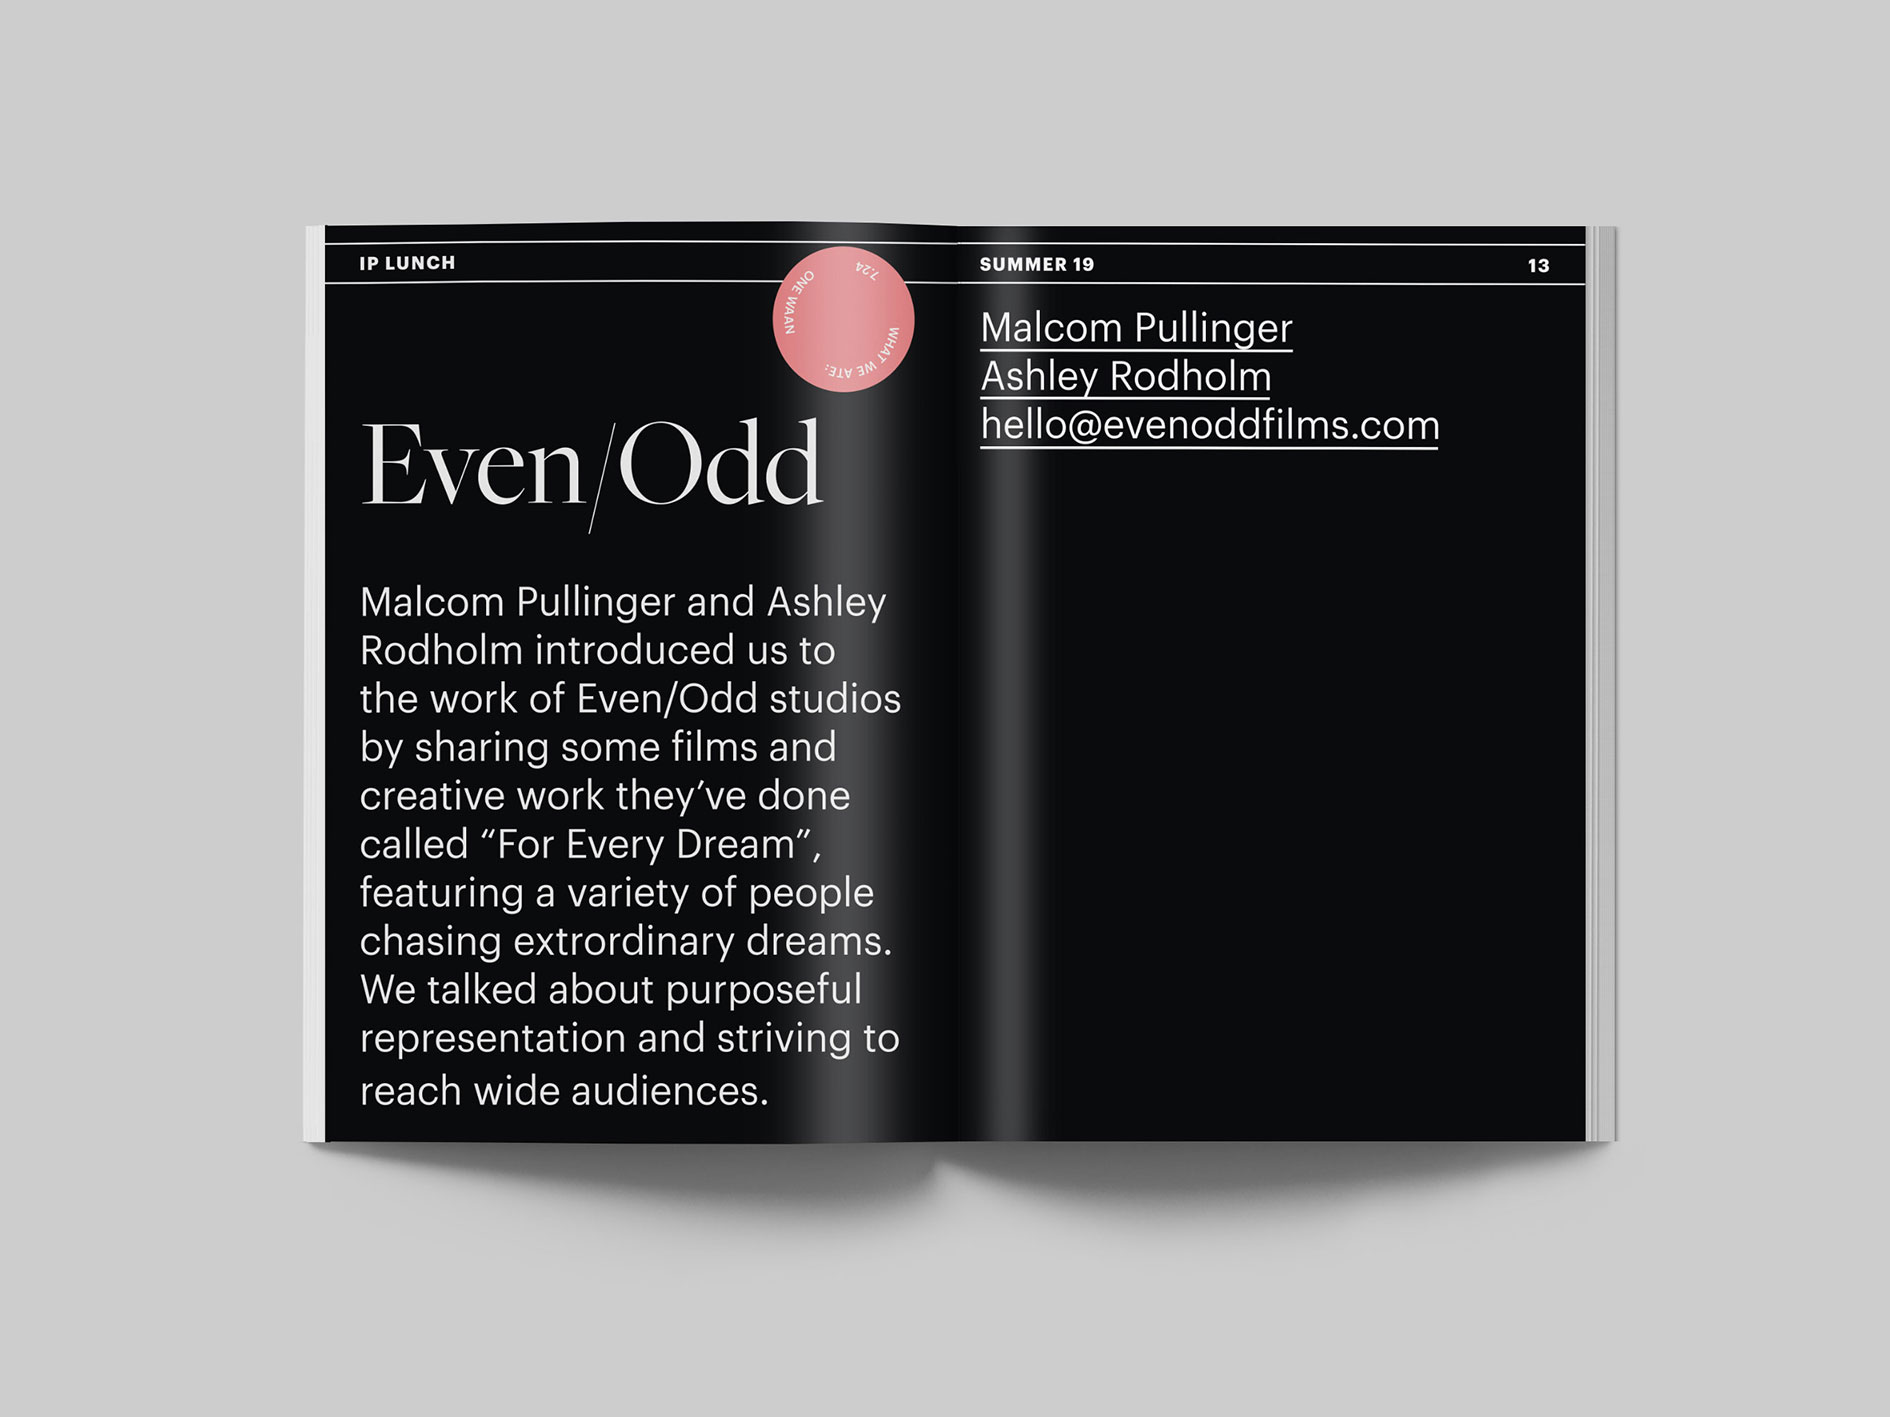 IP LUNCH
7.24
WHAT WE ATE:
ONE WAAN
Even/Odd
Malcom Pullinger and Ashley
Rodholm introduced us to
the work of Even/Odd studios
by sharing some films and
creative work they’ve done
called “For Every Dream”,
featuring a variety of people
chasing extrordinary dreams.
We talked about purposeful
representation and striving to
reach wide audiences.
SUMMER 19
13
Malcom Pullinger
Ashley Rodholm
hello@evenoddfilms.com